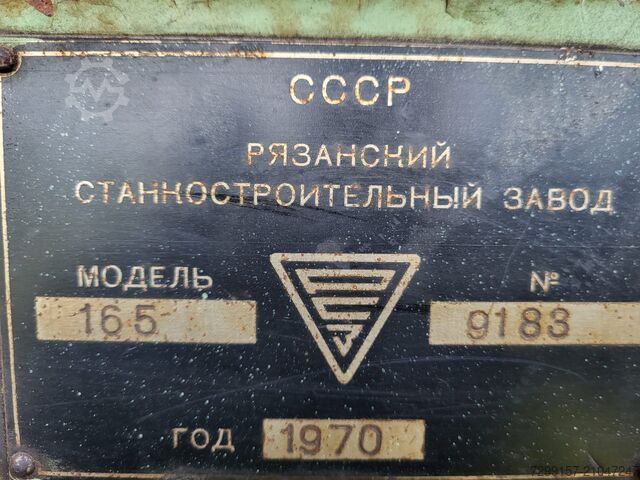 СССР
РЯЗАНСКИЙ
СТАНКОСТРОИТЕЛЬНЫЙ ЗАВОД
МОДЕЛЬ №
165 9183
ГОД 1970